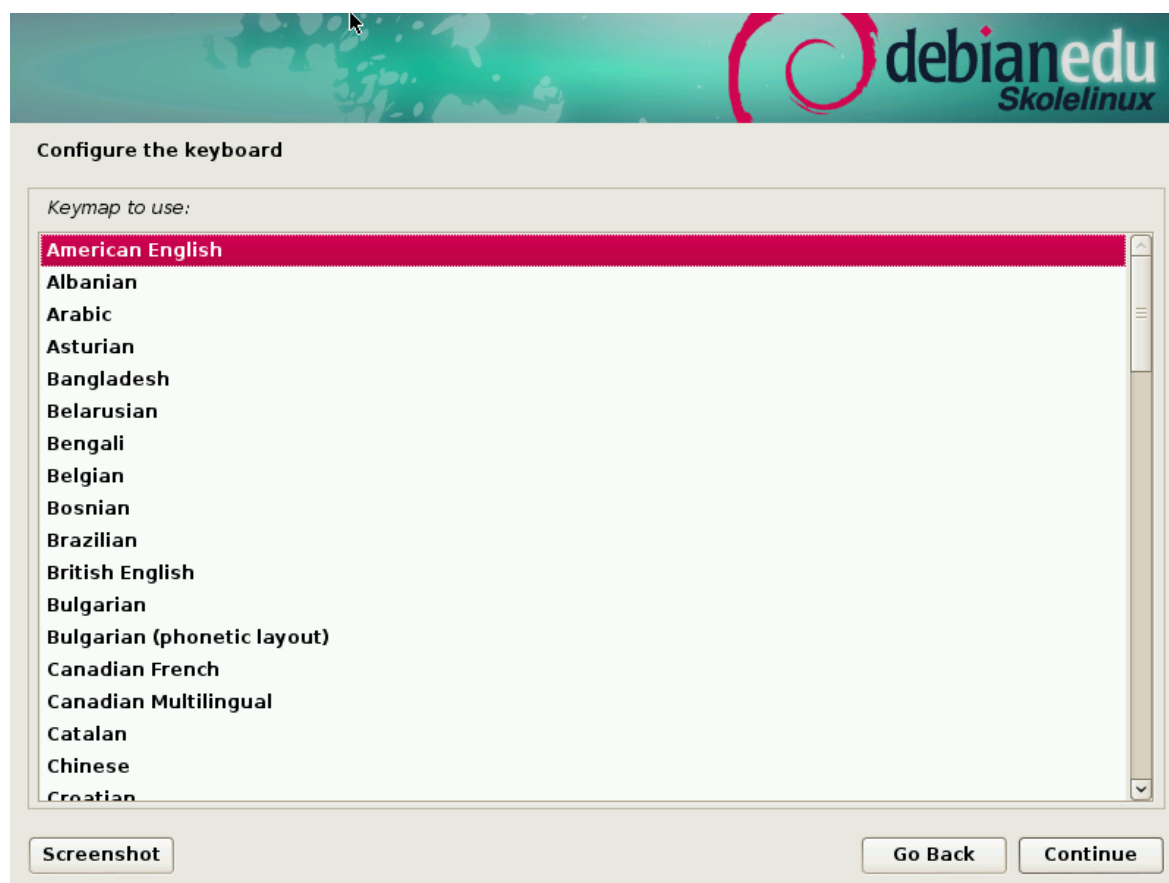 debianedu
Skolelinux
Configure the keyboard
Keymap to use:
American English
Albanian
Arabic
Asturian
Bangladesh
Belarusian
Bengali
Belgian
Bosnian
Brazilian
British English
Bulgarian
Bulgarian (phonetic layout)
Canadian French
Canadian Multilingual
Catalan
Chinese
Croatian
Screenshot
Go Back
Continue